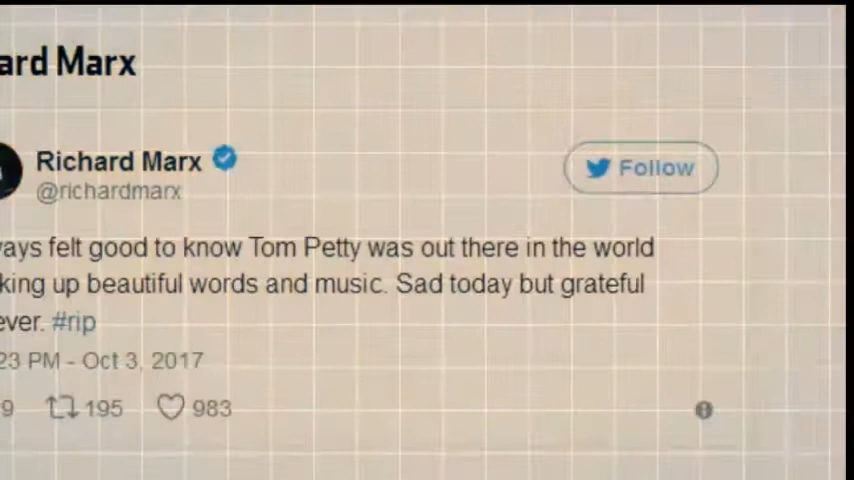 ard Marx
Richard Marx
@richardmarx
Follow
ays felt good to know Tom Petty was out there in the world
king up beautiful words and music. Sad today but grateful
ever. #rip
23 PM - Oct 3, 2017
9 195 983